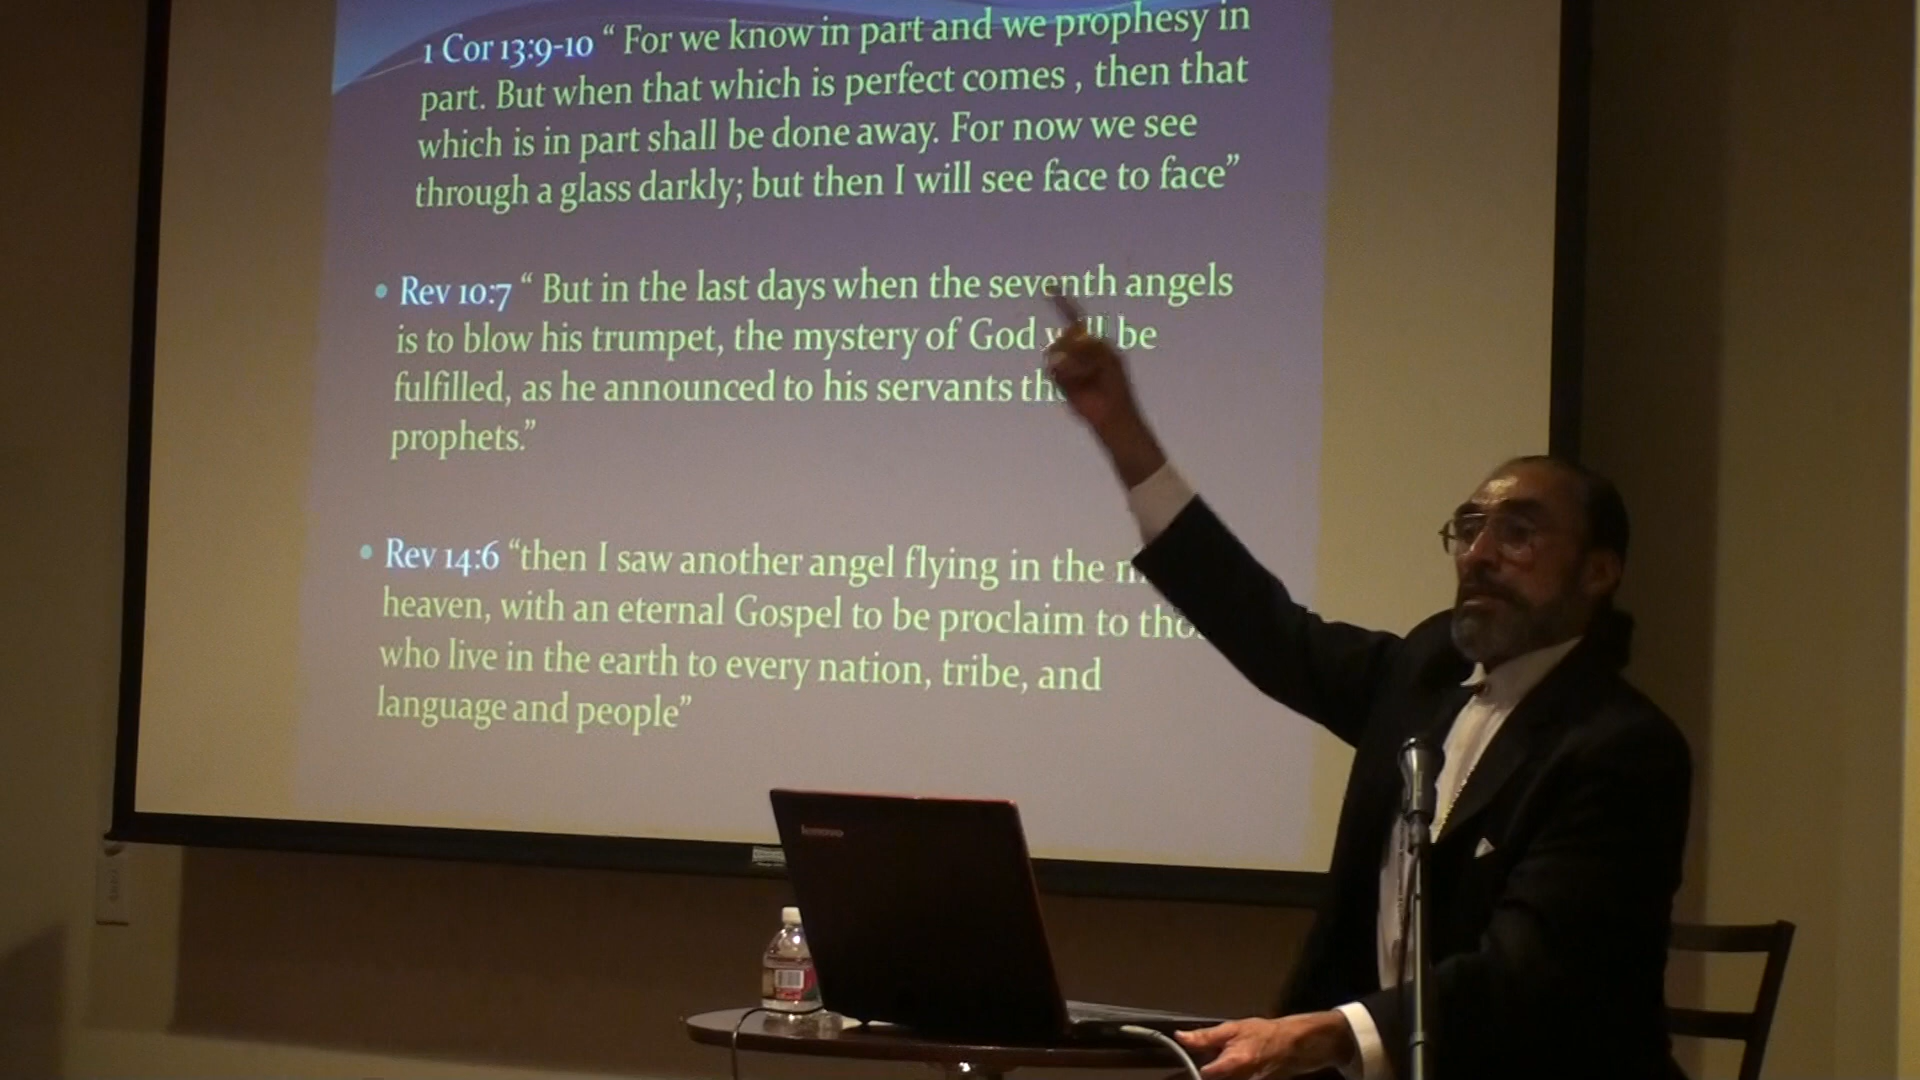 1 Cor 13:9-10 “ For we know in part and we prophesy in
part. But when that which is perfect comes , then that
which is in part shall be done away. For now we see
through a glass darkly; but then I will see face to face”
• Rev 10:7 “ But in the last days when the seventh angels
is to blow his trumpet, the mystery of God will be
fulfilled, as he announced to his servants
prophets.”
• Rev 14:6 “then I saw another angel flying in the
heaven, with an eternal Gospel to be proclaim to
who live in the earth to every nation, tribe, and
language and people”
lenovo